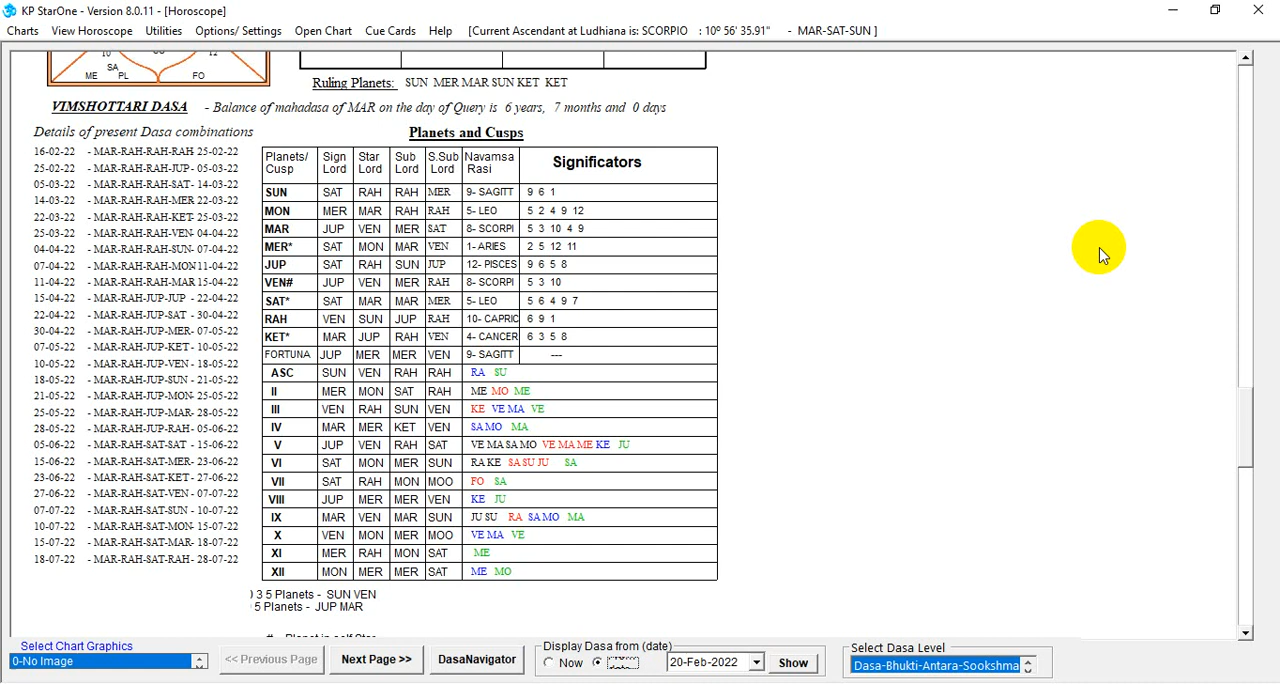 KP StarOne - Version 8.0.11 - [Horoscope]
Charts View Horoscope Utilities Options/ Settings Open Chart Cue Cards Help [Current Ascendant at Ludhiana is: SCORPIO : 10º 56' 35.91" - MAR-SAT-SUN ]
10 12
SA
ME PL FO
Ruling Planets: SUN MER MAR SUN KET KET
VIMSHOTTARI DASA - Balance of mahadasa of MAR on the day of Query is 6 years, 7 months and 0 days
Details of present Dasa combinations
16-02-22 - MAR-RAH-RAH-RAH- 25-02-22
25-02-22 - MAR-RAH-RAH-JUP - 05-03-22
05-03-22 - MAR-RAH-RAH-SAT - 14-03-22
14-03-22 - MAR-RAH-RAH-MER 22-03-22
22-03-22 - MAR-RAH-RAH-KET- 25-03-22
25-03-22 - MAR-RAH-RAH-VEN- 04-04-22
04-04-22 - MAR-RAH-RAH-SUN- 07-04-22
07-04-22 - MAR-RAH-RAH-MON 11-04-22
11-04-22 - MAR-RAH-RAH-MAR 15-04-22
15-04-22 - MAR-RAH-JUP-JUP - 22-04-22
22-04-22 - MAR-RAH-JUP-SAT - 30-04-22
30-04-22 - MAR-RAH-JUP-MER- 07-05-22
07-05-22 - MAR-RAH-JUP-KET - 10-05-22
10-05-22 - MAR-RAH-JUP-VEN - 18-05-22
18-05-22 - MAR-RAH-JUP-SUN - 21-05-22
21-05-22 - MAR-RAH-JUP-MON- 25-05-22
25-05-22 - MAR-RAH-JUP-MAR- 28-05-22
28-05-22 - MAR-RAH-JUP-RAH - 05-06-22
05-06-22 - MAR-RAH-SAT-SAT - 15-06-22
15-06-22 - MAR-RAH-SAT-MER- 23-06-22
23-06-22 - MAR-RAH-SAT-KET - 27-06-22
27-06-22 - MAR-RAH-SAT-VEN - 07-07-22
07-07-22 - MAR-RAH-SAT-SUN - 10-07-22
10-07-22 - MAR-RAH-SAT-MON- 15-07-22
15-07-22 - MAR-RAH-SAT-MAR- 18-07-22
18-07-22 - MAR-RAH-SAT-RAH - 28-07-22
Planets and Cusps
Planets/ Cusp Sign Lord Star Lord Sub Lord S.Sub Lord Navamsa Rasi Significators
SUN SAT RAH RAH MER 9- SAGITT 9 6 1
MON MER MAR RAH RAH 5- LEO 5 2 4 9 12
MAR JUP VEN MER SAT 8- SCORPI 5 3 10 4 9
MER* SAT MON MAR VEN 1- ARIES 2 5 12 11
JUP SAT RAH SUN JUP 12- PISCES 9 6 5 8
VEN# JUP VEN MER RAH 8- SCORPI 5 3 10
SAT* SAT MAR MAR MER 5- LEO 5 6 4 9 7
RAH VEN SUN JUP RAH 10- CAPRIC 6 9 1
KET* MAR JUP RAH VEN 4- CANCER 6 3 5 8
FORTUNA JUP MER MER VEN 9- SAGITT ---
ASC SUN VEN RAH RAH RA SU
II MER MON SAT RAH ME MO ME
III VEN RAH SUN VEN KE VE MA VE
IV MAR MER KET VEN SA MO MA
V JUP VEN RAH SAT VE MA SA MO VE MA ME KE JU
VI SAT MON MER SUN RA KE SA SU JU SA
VII SAT RAH MON MOO FO SA
VIII JUP MER MER VEN KE JU
IX MAR VEN MAR SUN JU SU RA SA MO MA
X VEN MON MER MOO VE MA VE
XI MER RAH MON SAT ME
XII MON MER MER SAT ME MO
) 3 5 Planets - SUN VEN
5 Planets - JUP MAR
Select Chart Graphics
0-No Image
<< Previous Page Next Page >> DasaNavigator
Display Dasa from (date)
Now 20-Feb-2022 Show
Select Dasa Level
Dasa-Bhukti-Antara-Sookshma